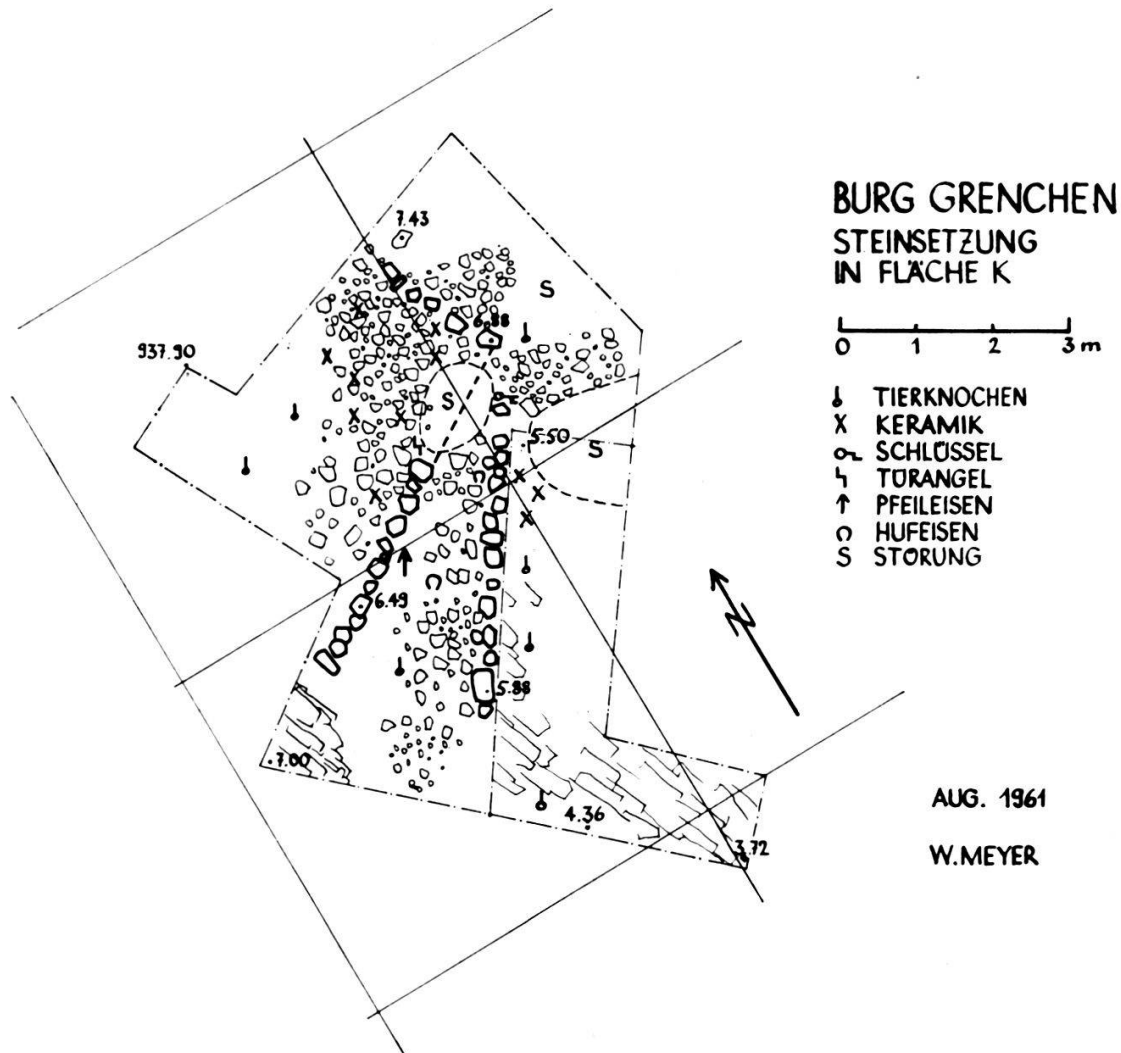 BURG GRENCHEN
STEINSETZUNG
IN FLÄCHE K
0 1 2 3 m
TIERKNOCHEN
X KERAMIK
SCHLÜSSEL
TÜRANGEL
PFEILEISEN
HUFEISEN
S STÖRUNG
7.43
S
6.88
937.90
S
5.50
S
6.49
5.88
7.00
4.36
3.72
N
AUG. 1961
W. MEYER